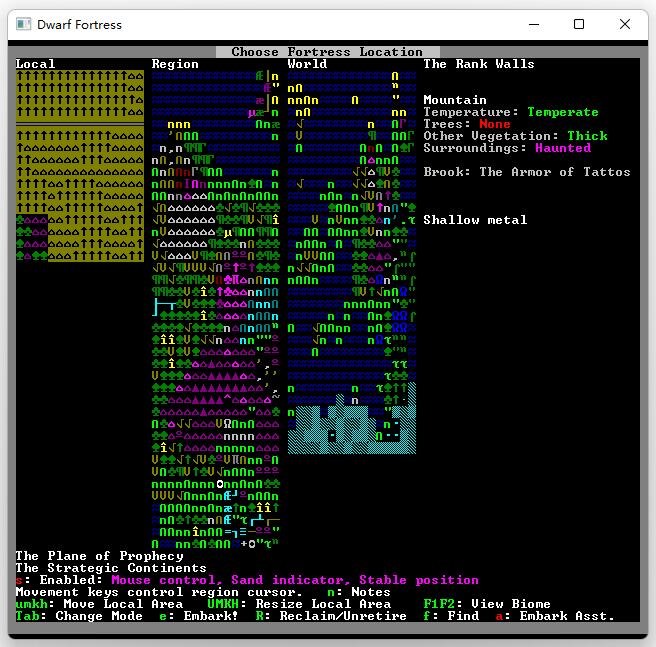 Dwarf Fortress
Choose Fortress Location
Local Region World The Rank Walls
Mountain
Temperature: Temperate
Trees: None
Other Vegetation: Thick
Surroundings: Haunted
Brook: The Armor of Tattos
Shallow metal
The Plane of Prophecy
The Strategic Continents
s: Enabled: Mouse control, Sand indicator, Stable position
Movement keys control region cursor. n: Notes
umkh: Move Local Area UMKH: Resize Local Area F1F2: View Biome
Tab: Change Mode e: Embark! R: Reclaim/Unretire f: Find a: Embark Asst.